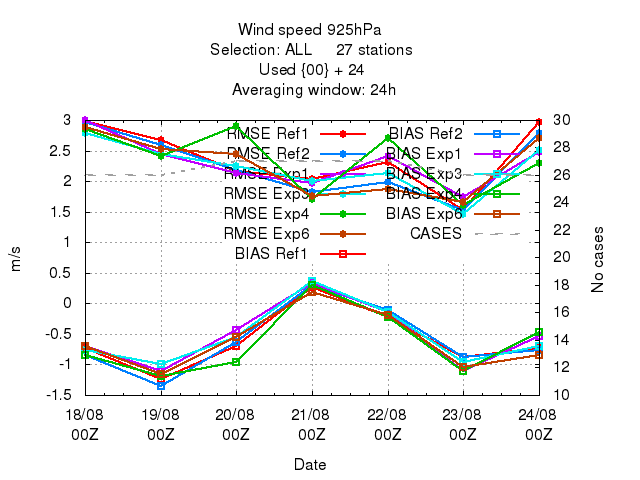 Wind speed 925hPa
Selection: ALL 27 stations
Used {00} + 24
Averaging window: 24h
3 30
RMSE Ref1 BIAS Ref2
2.5 28
RMSE Ref2 BIAS Exp1
RMSE Exp1 BIAS Exp3
2 26
RMSE Exp3 BIAS Exp4
1.5 24
RMSE Exp4 BIAS Exp6
RMSE Exp6 CASES
1 22
BIAS Ref1
0.5 20
0 18
-0.5 16
-1 14
-1.5 12
10
m/s
No cases
18/08 19/08 20/08 21/08 22/08 23/08 24/08
00Z 00Z 00Z 00Z 00Z 00Z 00Z
Date